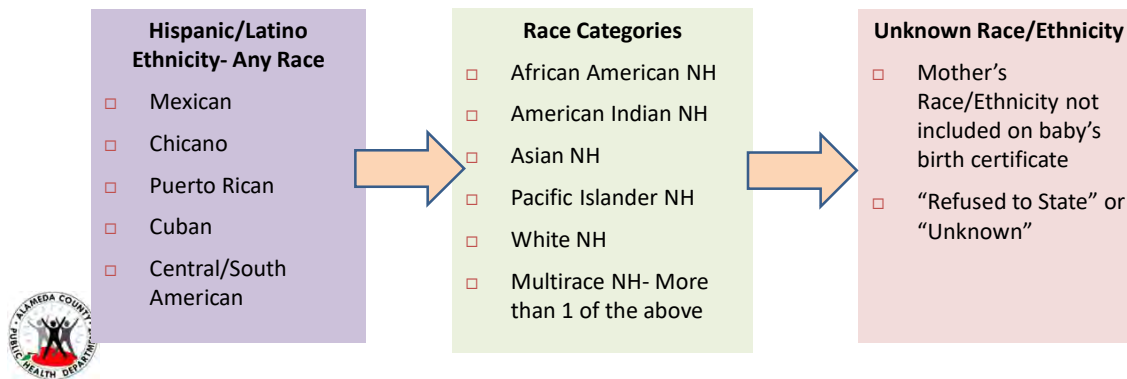 Hispanic/Latino
Ethnicity- Any Race
Mexican
Chicano
Puerto Rican
Cuban
Central/South
American
Race Categories
African American NH
American Indian NH
Asian NH
Pacific Islander NH
White NH
Multirace NH- More
than 1 of the above
Unknown Race/Ethnicity
Mother’s
Race/Ethnicity not
included on baby’s
birth certificate
“Refused to State” or
“Unknown”
ALAMEDA COUNTY
PUBLIC HEALTH DEPARTMENT